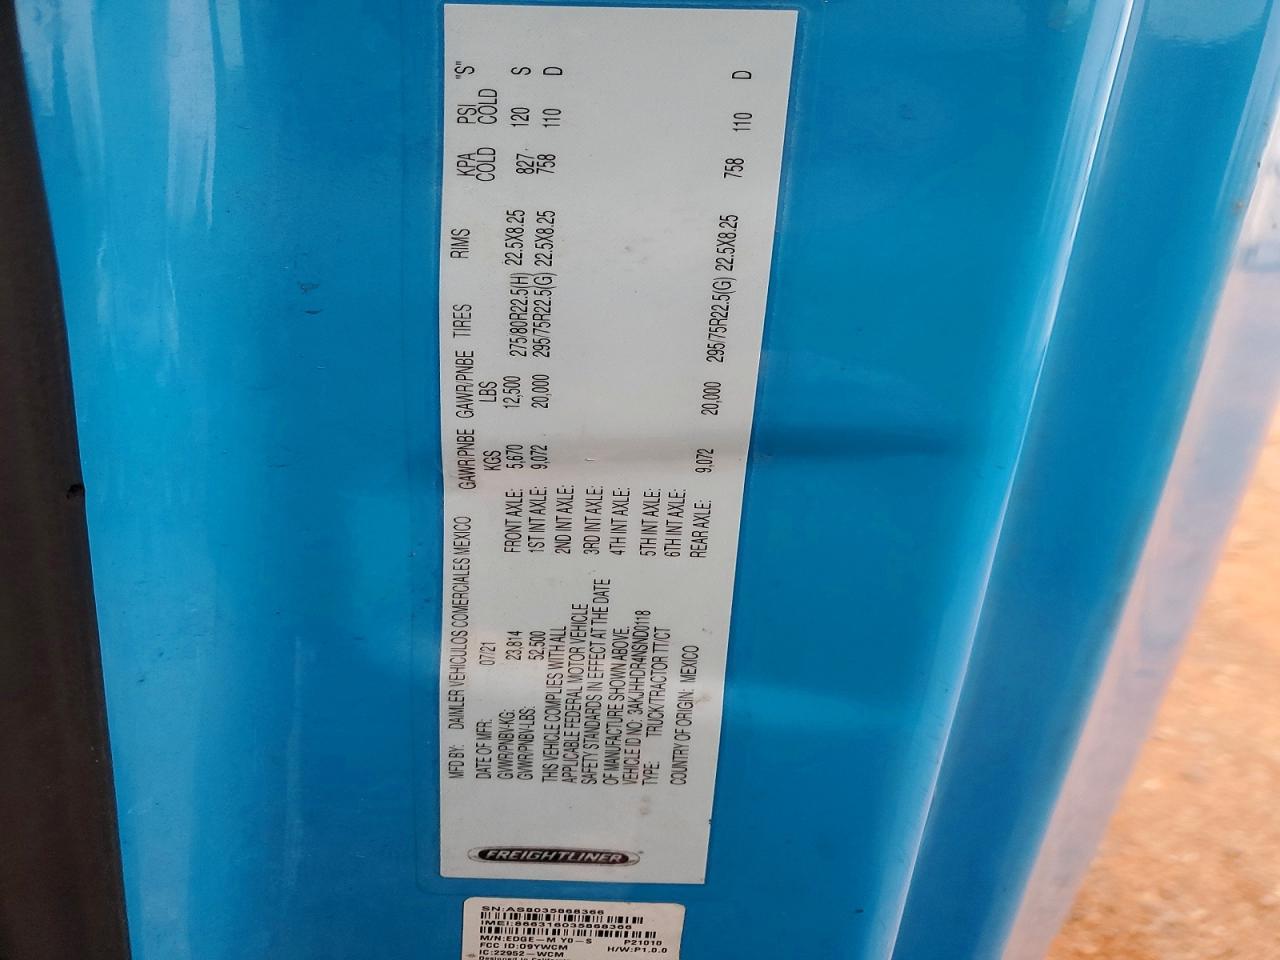 FREIGHTLINER
MFD BY: DAIMLER VEHICULOS COMERCIALES MEXICO
DATE OF MFR: 07/21
GVWR/PNBV-KG: 23,814
GVWR/PNBV-LBS: 52,500
THIS VEHICLE COMPLIES WITH ALL
APPLICABLE FEDERAL MOTOR VEHICLE
SAFETY STANDARDS IN EFFECT AT THE DATE
OF MANUFACTURE SHOWN ABOVE.
VEHICLE ID NO: 3AKJHHDR4NSND0118
TYPE: TRUCK/TRACTOR TT/CT
COUNTRY OF ORIGIN: MEXICO
GAWR/PNBE GAWR/PNBE TIRES RIMS KPA PSI "S"
KGS LBS COLD COLD
FRONT AXLE: 5,670 12,500 275/80R22.5(H) 22.5X8.25 827 120 S
1ST INT AXLE: 9,072 20,000 295/75R22.5(G) 22.5X8.25 758 110 D
2ND INT AXLE:
3RD INT AXLE:
4TH INT AXLE:
5TH INT AXLE:
6TH INT AXLE:
REAR AXLE: 9,072 20,000 295/75R22.5(G) 22.5X8.25 758 110 D
SN:AS8035868366
IMEI:866316035868366
M/N:EDGE-M Y0-S P21010
FCC ID:09YWCM H/W:P1.0.0
IC:22952-WCM
Designed in